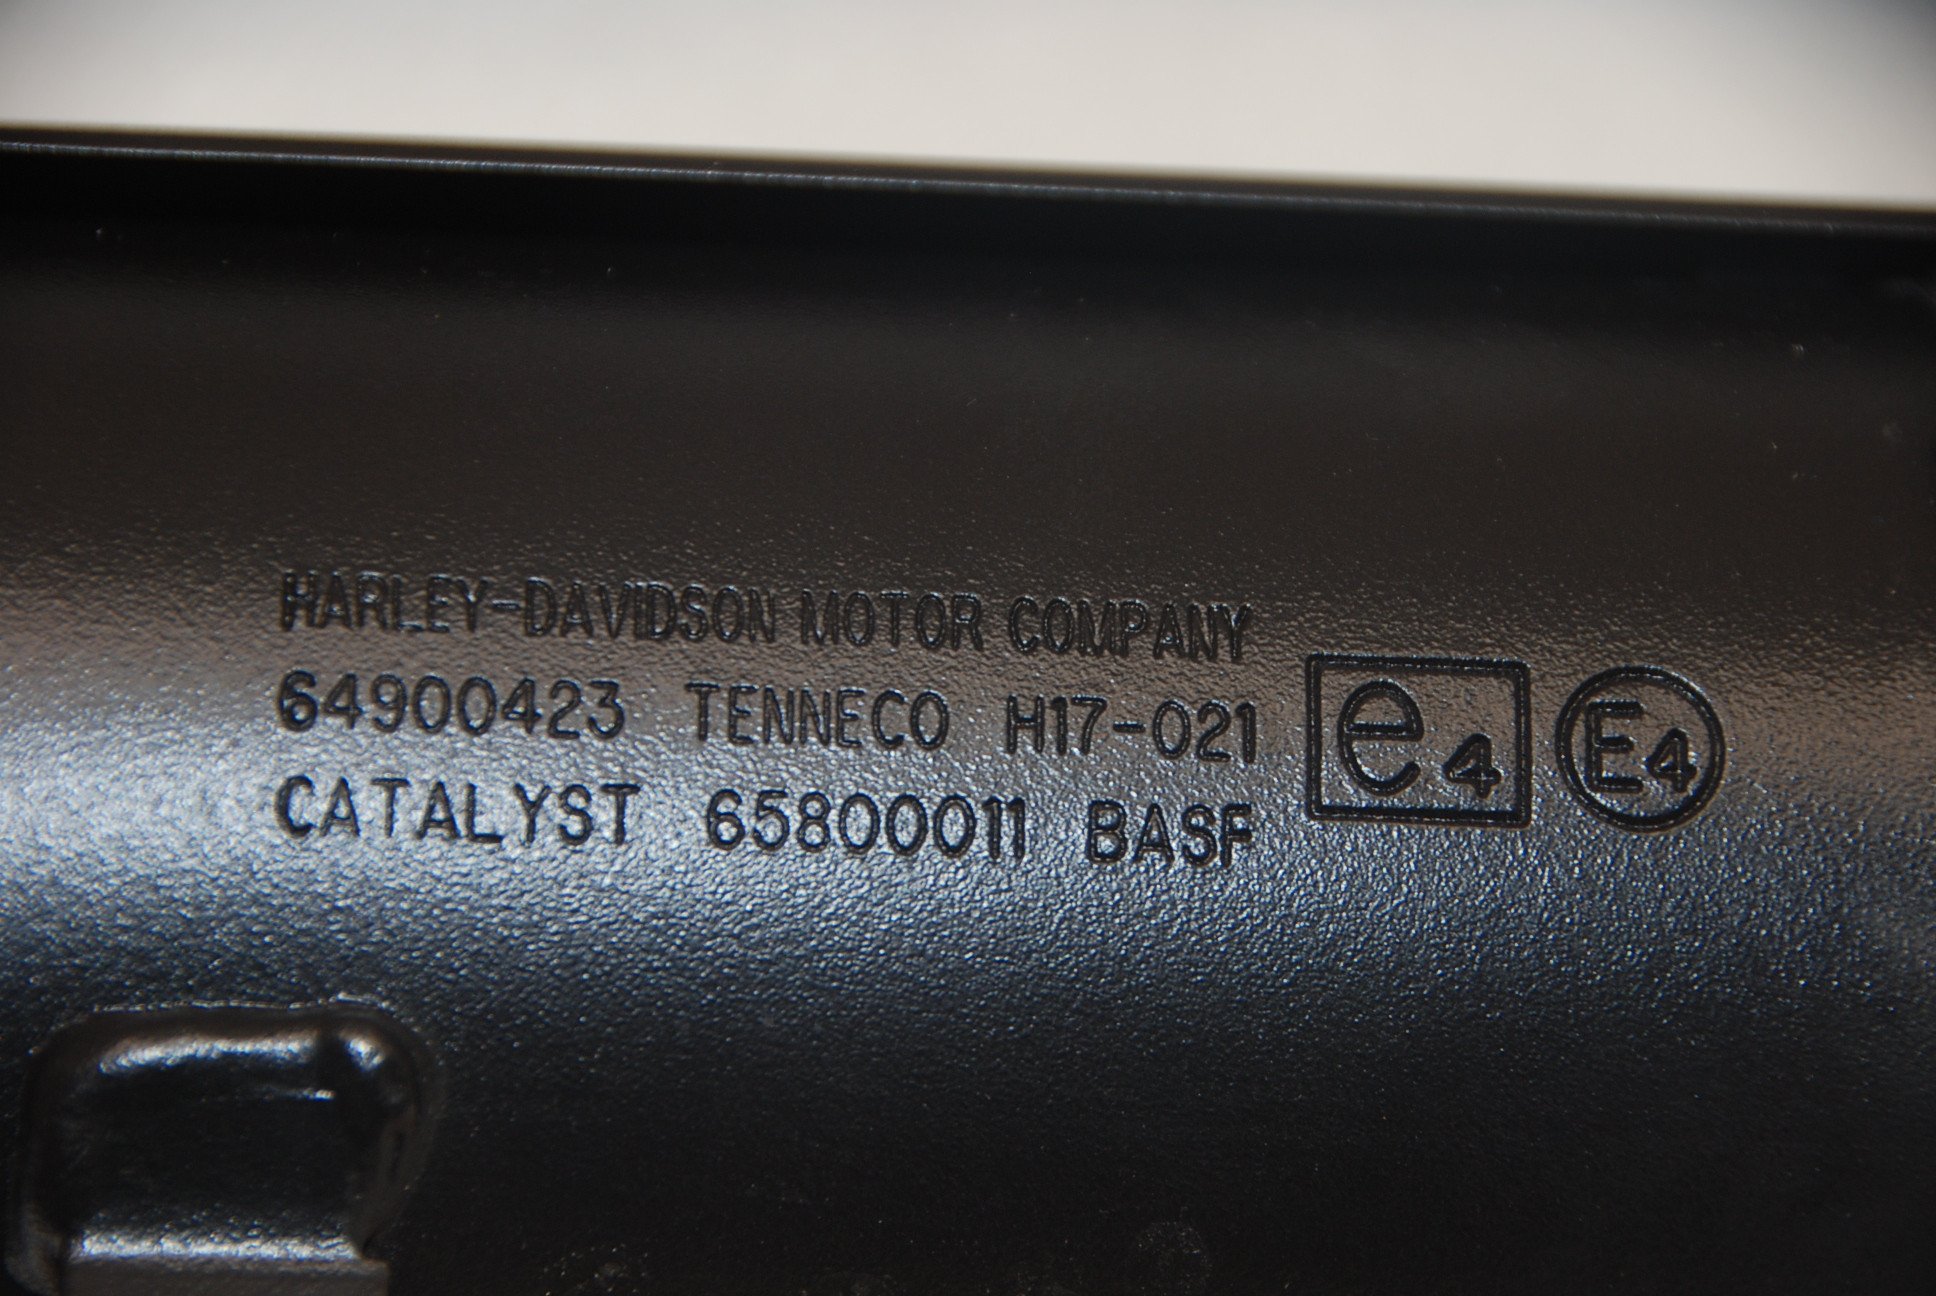 HARLEY-DAVIDSON MOTOR COMPANY
64900423 TENNECO H17-021
CATALYST 65800011 BASF
e4 E4